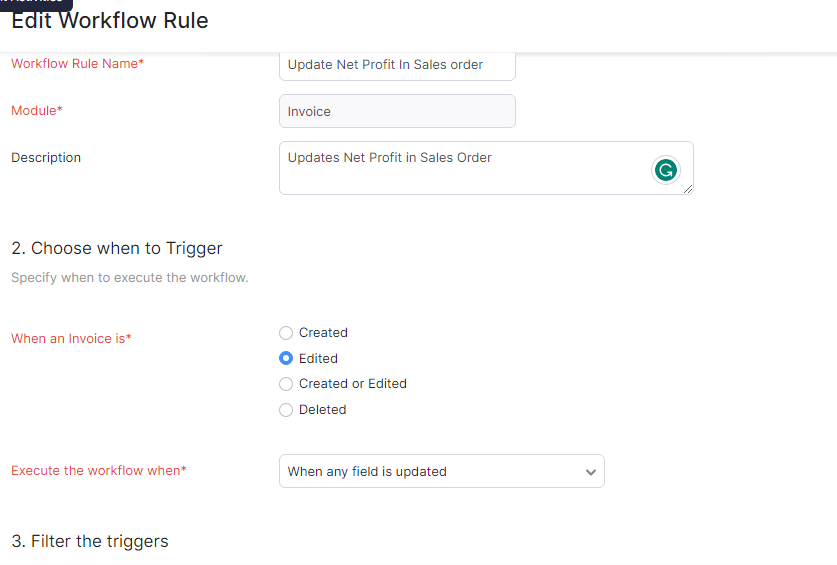 Edit Workflow Rule
Workflow Rule Name*
Update Net Profit In Sales order
Module*
Invoice
Description
Updates Net Profit in Sales Order
2. Choose when to Trigger
Specify when to execute the workflow.
When an Invoice is*
Created
Edited
Created or Edited
Deleted
Execute the workflow when*
When any field is updated
3. Filter the triggers